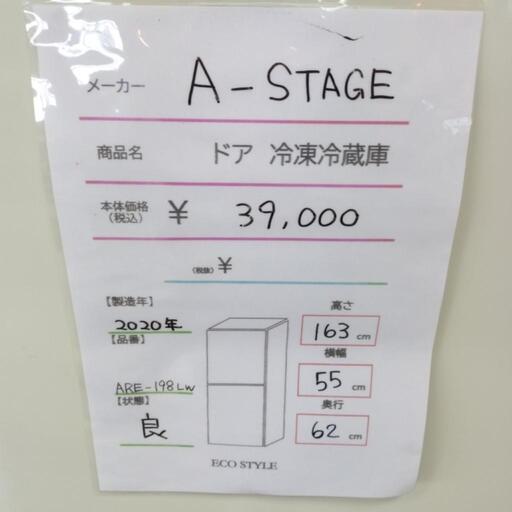 メーカー A-STAGE
商品名 ドア 冷凍冷蔵庫
本体価格
(税込) ¥ 39,000
(税抜) ¥
【製造年】
2020年
【品番】
ARE-198LW
【状態】
良
高さ
163 cm
横幅
55 cm
奥行
62 cm
ECO STYLE